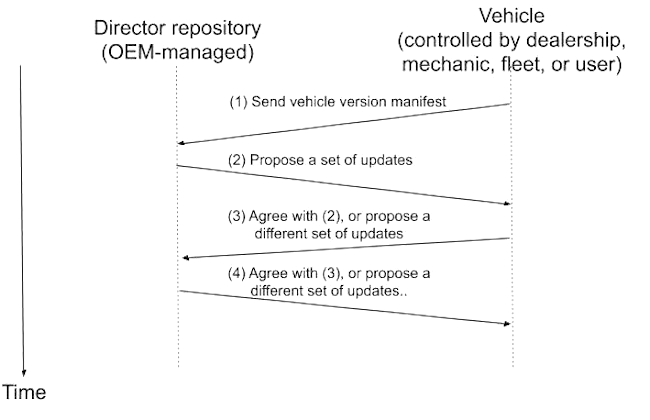 Director repository
(OEM-managed)
Vehicle
(controlled by dealership,
mechanic, fleet, or user)
(1) Send vehicle version manifest
(2) Propose a set of updates
(3) Agree with (2), or propose a
different set of updates
(4) Agree with (3), or propose a
different set of updates..
Time